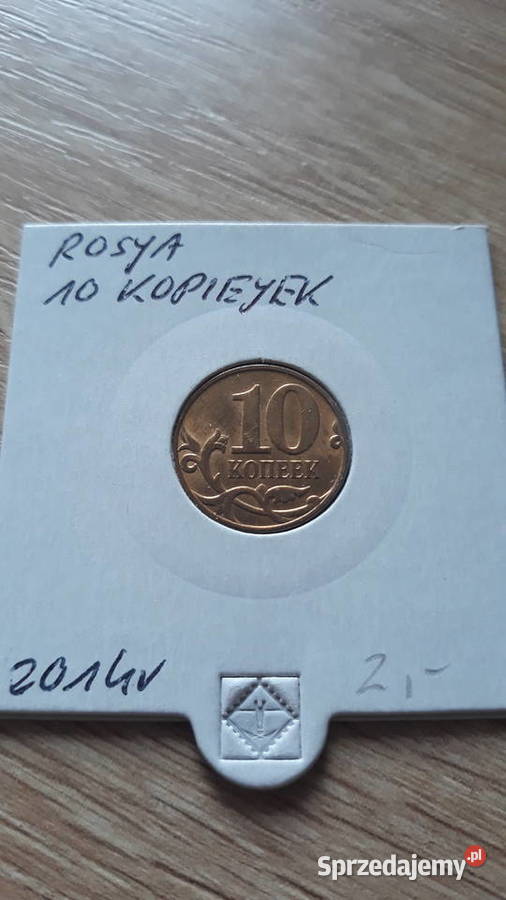 ROSYA
10 KOPIEYEK
10
КОПЕЕК
2014r
2,-
Sprzedajemy.pl